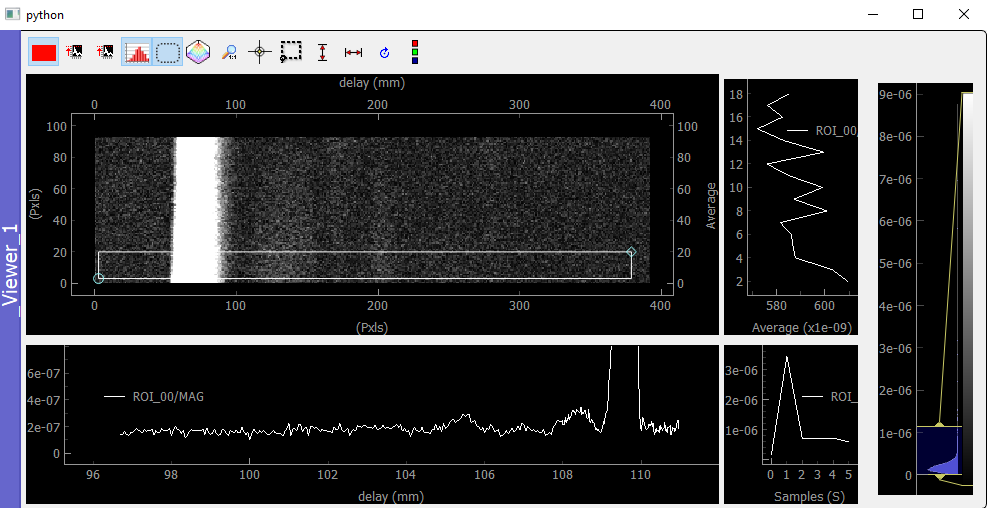 python
1:1
Viewer_1
delay (mm)
0 100 200 300 400
100 80 60 40 20 0
(Pxls)
100 80 60 40 20 0
0 100 200 300 400
(Pxls)
Average
18 16 14 12 10 8 6 4 2
ROI_00/
580 600
Average (x1e-09)
9e-06
8e-06
7e-06
6e-06
5e-06
4e-06
3e-06
2e-06
1e-06
0
6e-07
4e-07
2e-07
0
ROI_00/MAG
96 98 100 102 104 106 108 110
delay (mm)
3e-06
2e-06
1e-06
ROI_
0 1 2 3 4 5
Samples (S)